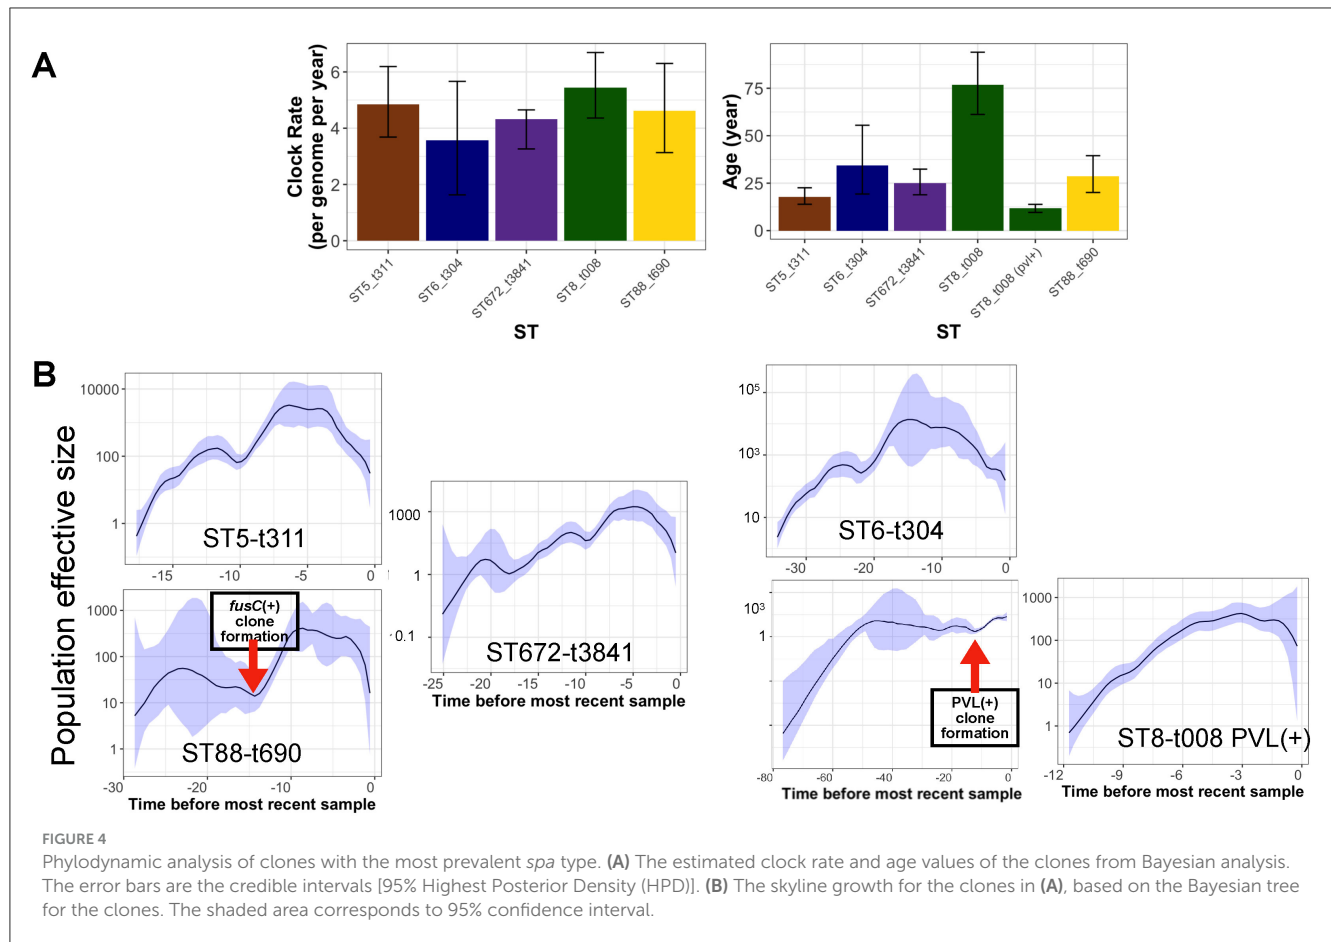 A
Clock Rate
(per genome per year)
6
4
2
0
ST5_t311
ST6_t304
ST672_t3841
ST8_t008
ST88_t690
ST
Age (year)
75
50
25
0
ST5_t311
ST6_t304
ST672_t3841
ST8_t008
ST8_t008 (pvl+)
ST88_t690
ST
B
Population effective size
10000
100
1
ST5-t311
-15
-10
-5
0
1000
100
10
1
fusC(+)
clone
formation
ST88-t690
-30
-20
-10
0
Time before most recent sample
1000
1
0.1
ST672-t3841
-25
-20
-15
-10
-5
0
Time before most recent sample
10⁵
10³
10
ST6-t304
-30
-20
-10
0
10³
1
PVL(+)
clone
formation
-80
-60
-40
-20
0
Time before most recent sample
1000
100
10
1
ST8-t008 PVL(+)
-12
-9
-6
-3
0
Time before most recent sample
FIGURE 4
Phylodynamic analysis of clones with the most prevalent spa type. (A) The estimated clock rate and age values of the clones from Bayesian analysis.
The error bars are the credible intervals [95% Highest Posterior Density (HPD)]. (B) The skyline growth for the clones in (A), based on the Bayesian tree
for the clones. The shaded area corresponds to 95% confidence interval.